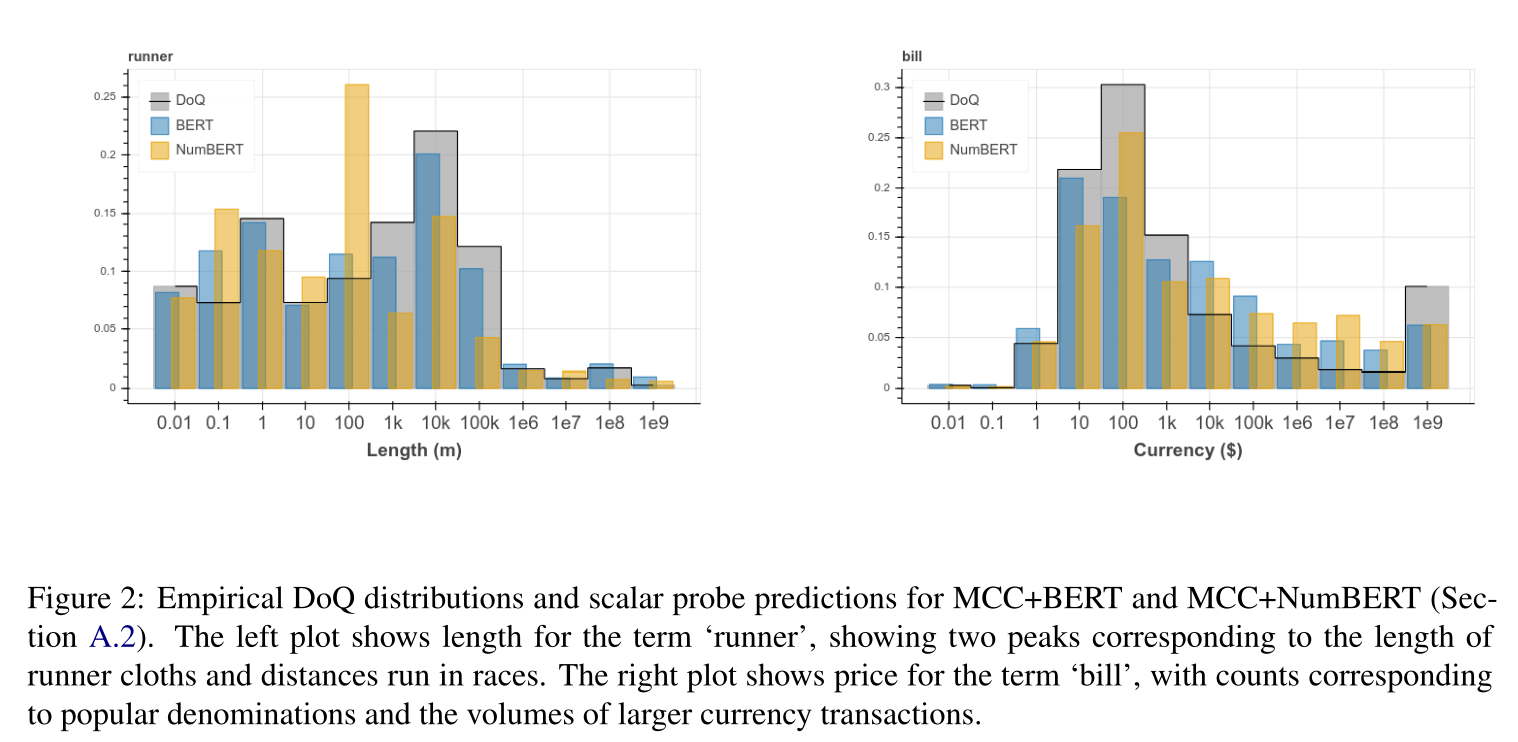 runner
0.25
0.2
0.15
0.1
0.05
0
DoQ
BERT
NumBERT
0.01 0.1 1 10 100 1k 10k 100k 1e6 1e7 1e8 1e9
Length (m)
bill
0.3
0.25
0.2
0.15
0.1
0.05
0
DoQ
BERT
NumBERT
0.01 0.1 1 10 100 1k 10k 100k 1e6 1e7 1e8 1e9
Currency ($)
Figure 2: Empirical DoQ distributions and scalar probe predictions for MCC+BERT and MCC+NumBERT (Sec-
tion A.2). The left plot shows length for the term ‘runner’, showing two peaks corresponding to the length of
runner cloths and distances run in races. The right plot shows price for the term ‘bill’, with counts corresponding
to popular denominations and the volumes of larger currency transactions.